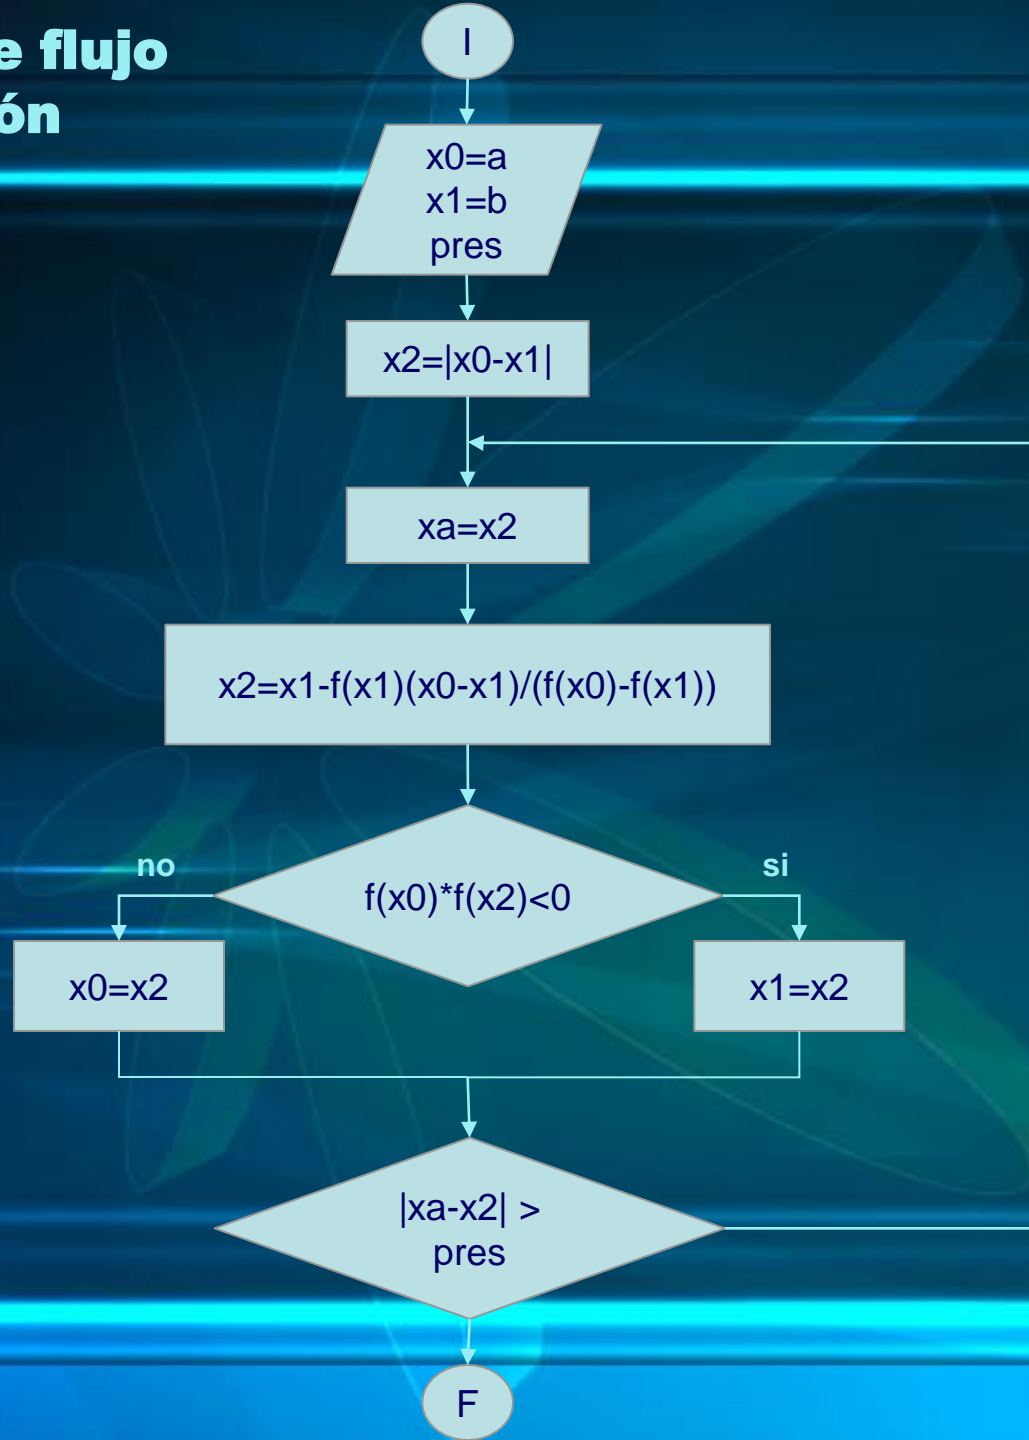 e flujo
ón
I
x0=a
x1=b
pres
x2=|x0-x1|
xa=x2
x2=x1-f(x1)(x0-x1)/(f(x0)-f(x1))
no
f(x0)*f(x2)<0
si
x0=x2
x1=x2
|xa-x2| >
pres
F